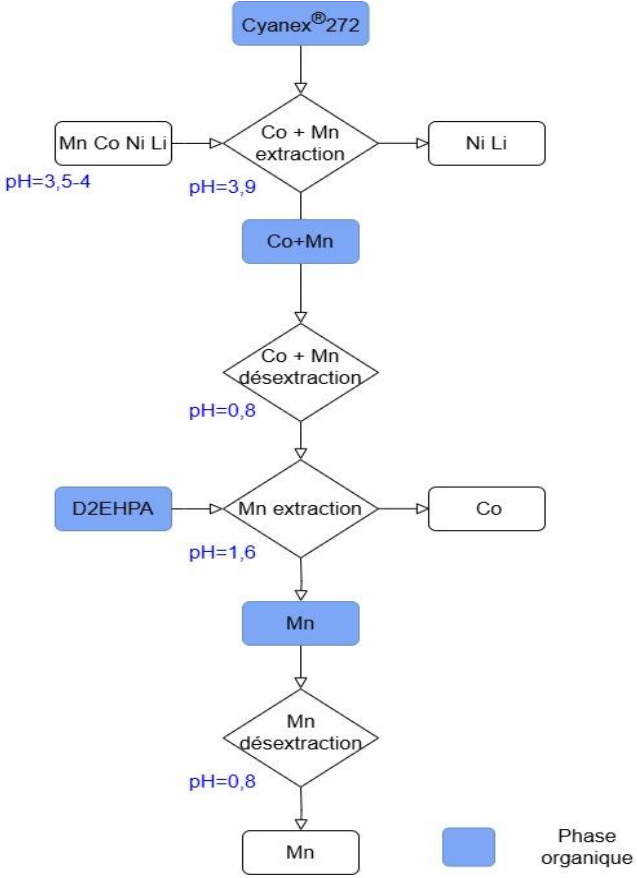 Cyanex®272
Mn Co Ni Li
Co + Mn
extraction
Ni Li
pH=3,5-4
pH=3,9
Co+Mn
Co + Mn
désextraction
pH=0,8
D2EHPA
Mn extraction
Co
pH=1,6
Mn
Mn
désextraction
pH=0,8
Mn
Phase
organique